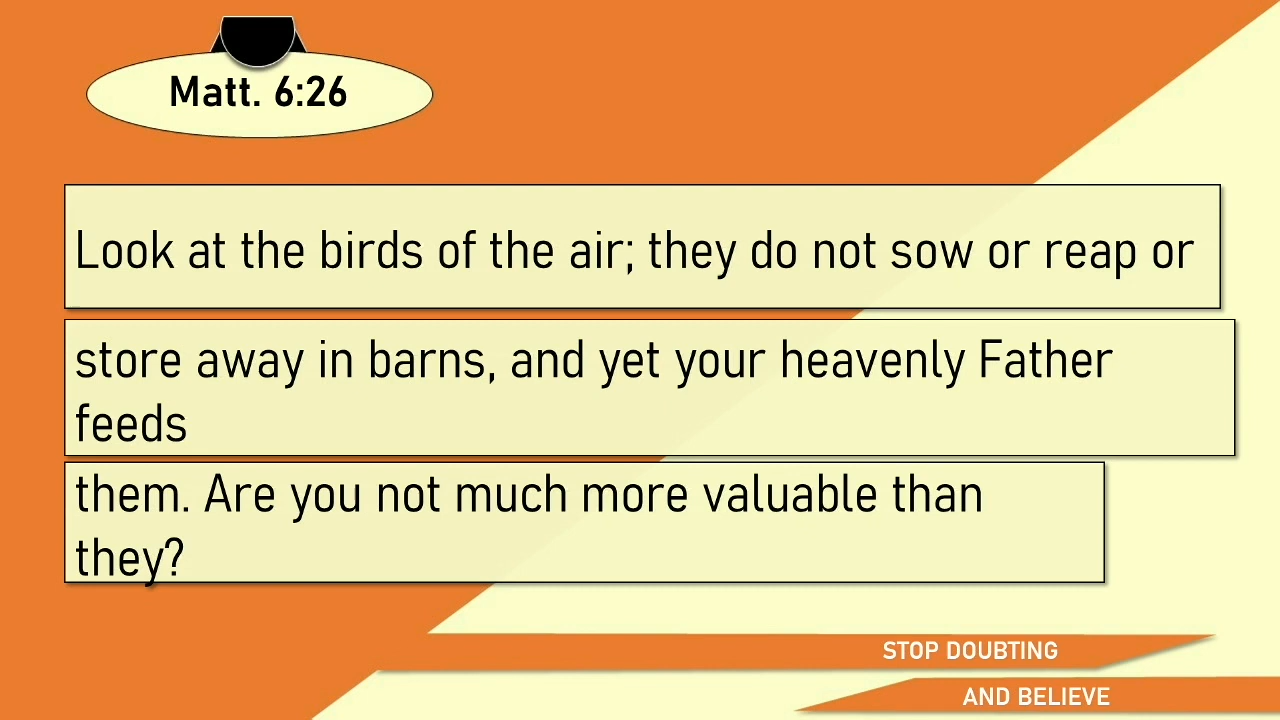 Matt. 6:26
Look at the birds of the air; they do not sow or reap or
store away in barns, and yet your heavenly Father
feeds
them. Are you not much more valuable than
they?
STOP DOUBTING
AND BELIEVE